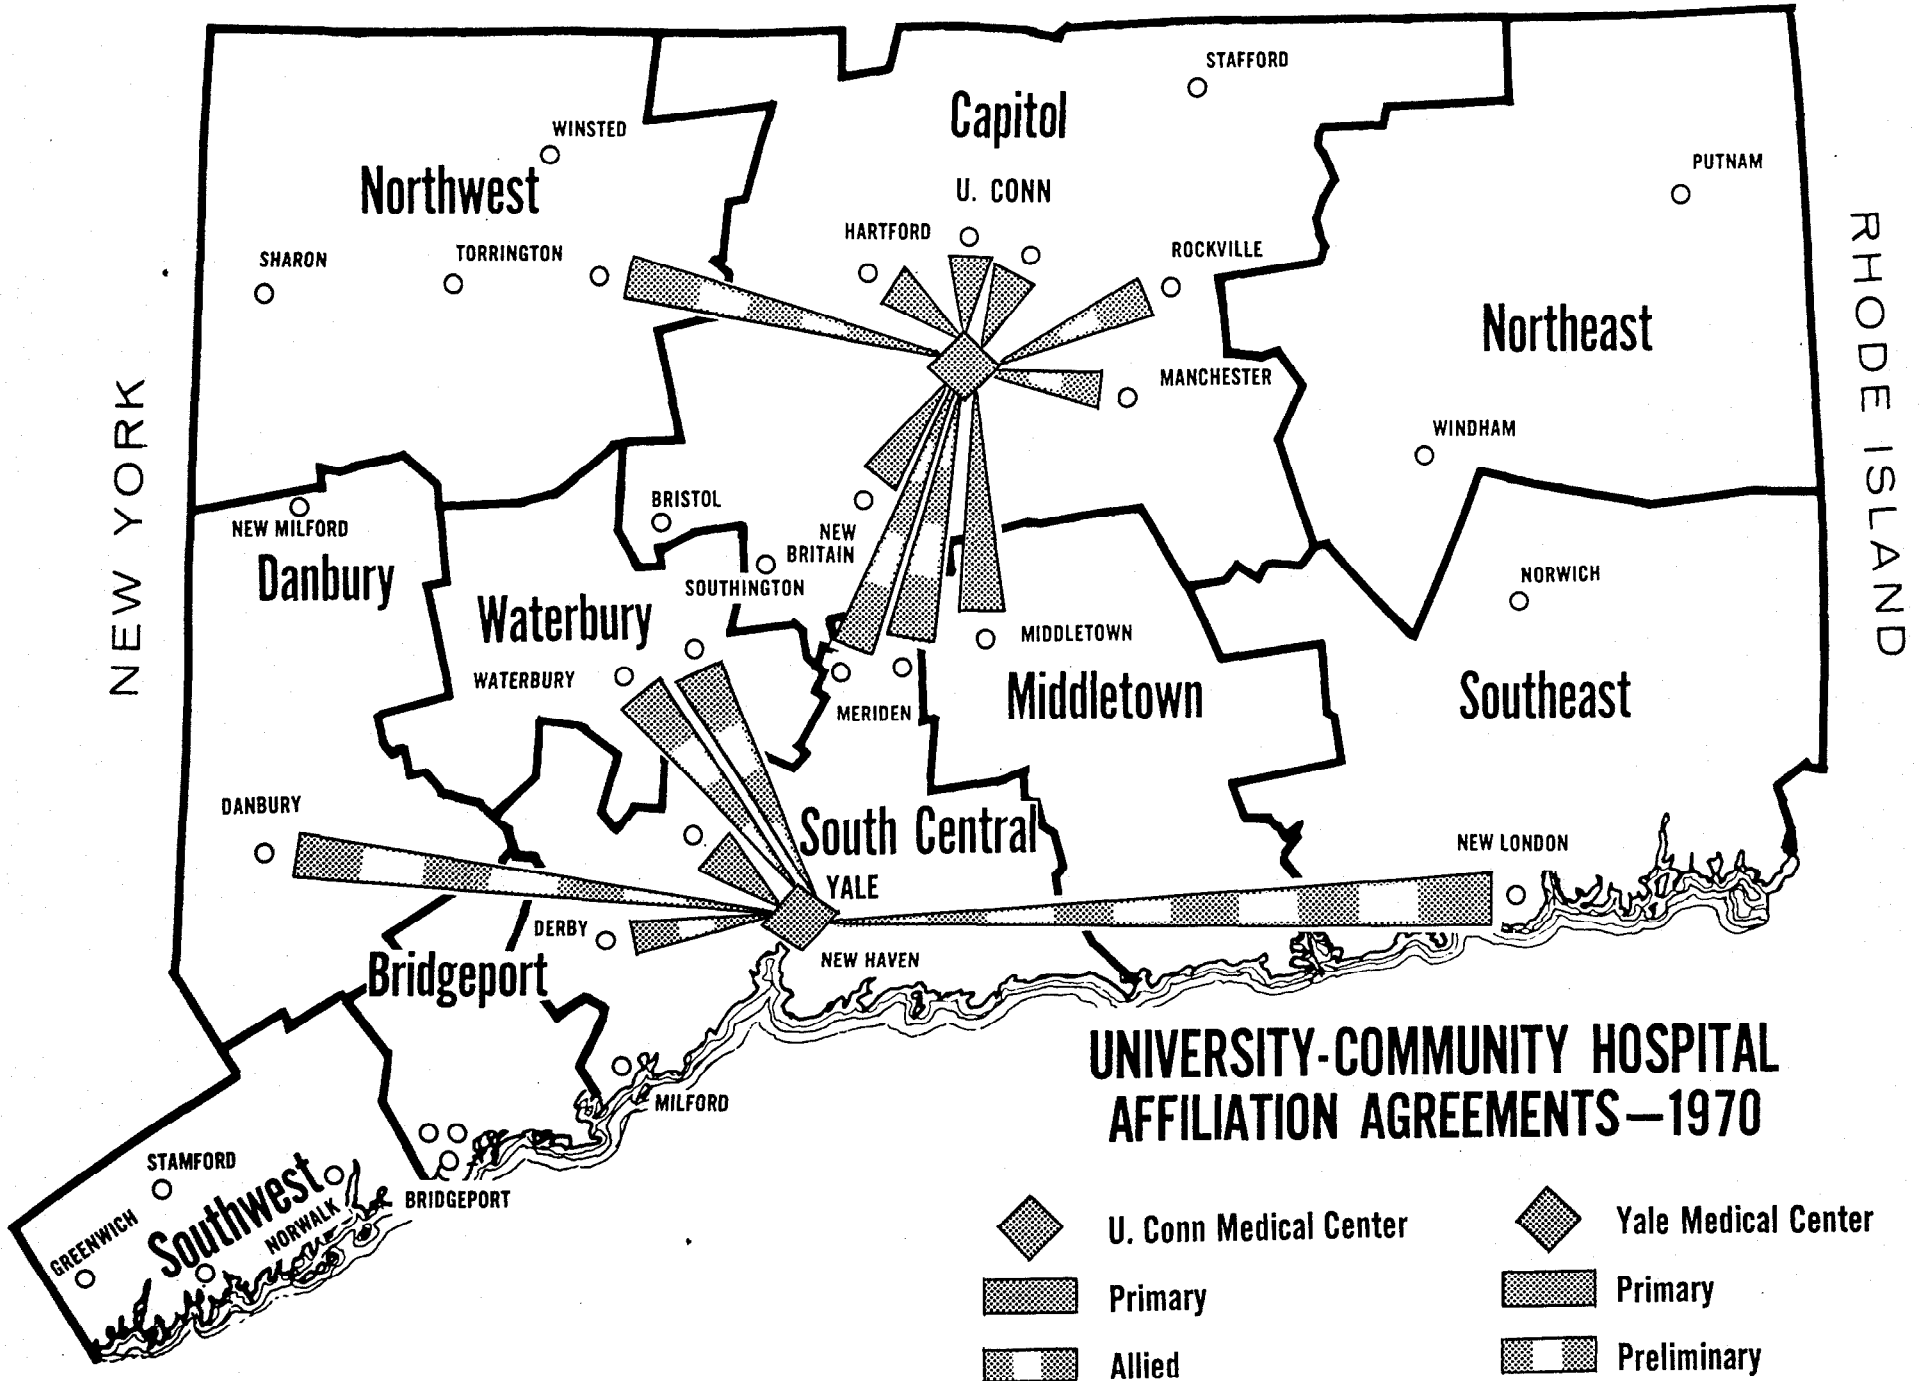 STAFFORD
Capitol
WINSTED
PUTNAM
Northwest
U. CONN
HARTFORD
ROCKVILLE
SHARON
TORRINGTON
RHODE ISLAND
Northeast
NEW YORK
MANCHESTER
WINDHAM
BRISTOL
NEW MILFORD
NEW
BRITAIN
Danbury
SOUTHINGTON
NORWICH
Waterbury
MIDDLETOWN
WATERBURY
Middletown
Southeast
MERIDEN
DANBURY
South Central
NEW LONDON
YALE
DERBY
NEW HAVEN
Bridgeport
MILFORD
STAMFORD
BRIDGEPORT
GREENWICH
Southwest
NORWALK
UNIVERSITY-COMMUNITY HOSPITAL
AFFILIATION AGREEMENTS—1970
U. Conn Medical Center
Yale Medical Center
Primary
Primary
Allied
Preliminary